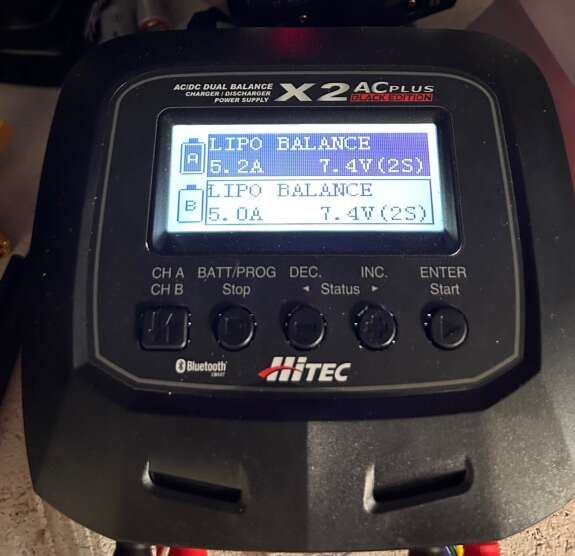 AC/DC DUAL BALANCE
CHARGER / DISCHARGER
POWER SUPPLY
X2 AC PLUS
BLACK EDITION
A
LIPO BALANCE
5.2A 7.4V(2S)
B
LIPO BALANCE
5.0A 7.4V(2S)
CH A BATT/PROG DEC. INC. ENTER
CH B Stop ◄ Status ► Start
Bluetooth
HiTEC